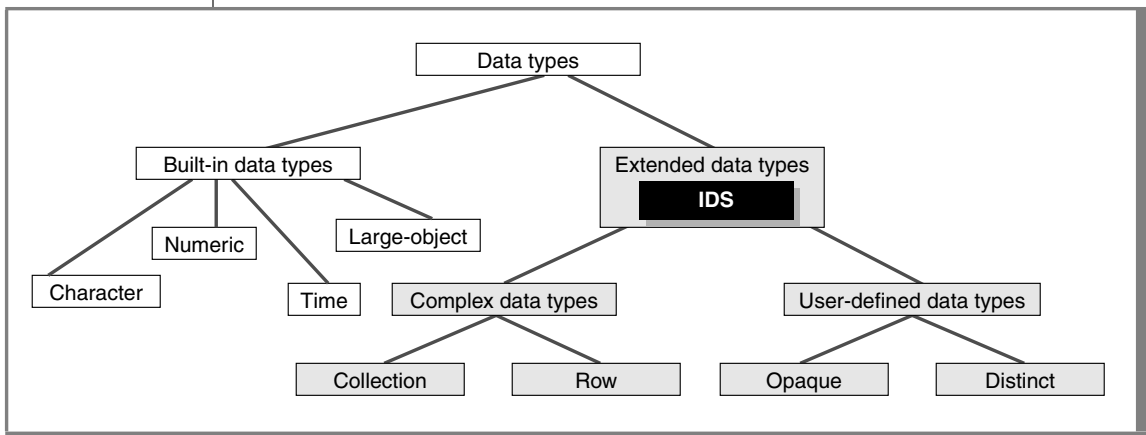 Data types
Built-in data types
Extended data types
IDS
Numeric
Large-object
Character
Time
Complex data types
User-defined data types
Collection
Row
Opaque
Distinct